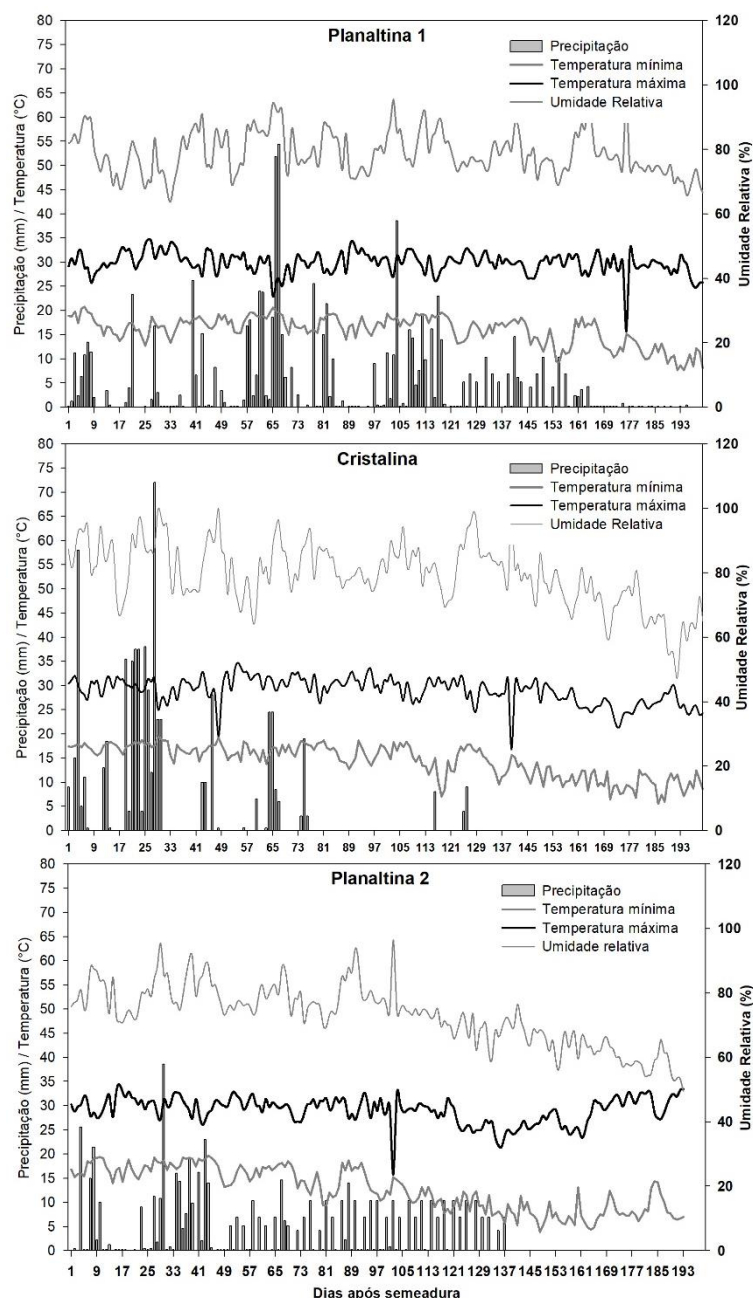 Planaltina 1
Precipitação
Temperatura mínima
Temperatura máxima
Umidade Relativa
Precipitação (mm) / Temperatura (°C)
80
75
70
65
60
55
50
45
40
35
30
25
20
15
10
5
0
120
100
80
60
40
20
0
Umidade Relativa (%)
1 9 17 25 33 41 49 57 65 73 81 89 97 105 113 121 129 137 145 153 161 169 177 185 193
Cristalina
Precipitação
Temperatura mínima
Temperatura máxima
Umidade Relativa
Precipitação (mm) / Temperatura (°C)
80
75
70
65
60
55
50
45
40
35
30
25
20
15
10
5
0
120
100
80
60
40
20
0
Umidade Relativa (%)
1 9 17 25 33 41 49 57 65 73 81 89 97 105 113 121 129 137 145 153 161 169 177 185 193
Planaltina 2
Precipitação
Temperatura mínima
Temperatura máxima
Umidade relativa
Precipitação (mm) / Temperatura (°C)
80
75
70
65
60
55
50
45
40
35
30
25
20
15
10
5
0
120
100
80
60
40
20
0
Umidade Relativa (%)
1 9 17 25 33 41 49 57 65 73 81 89 97 105 113 121 129 137 145 153 161 169 177 185 193
Dias após semeadura